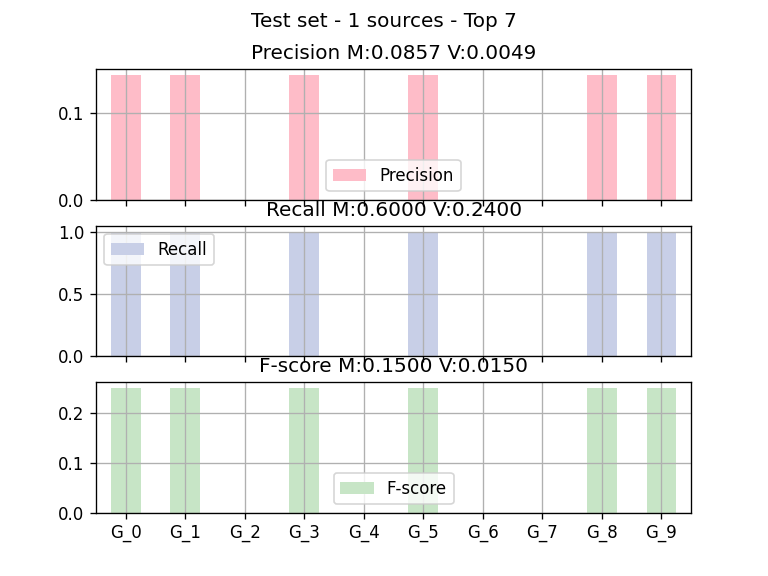 Test set - 1 sources - Top 7
Precision M:0.0857 V:0.0049
0.1
0.0
Precision
Recall M:0.6000 V:0.2400
1.0
0.5
0.0
Recall
F-score M:0.1500 V:0.0150
0.2
0.1
0.0
F-score
G_0 G_1 G_2 G_3 G_4 G_5 G_6 G_7 G_8 G_9